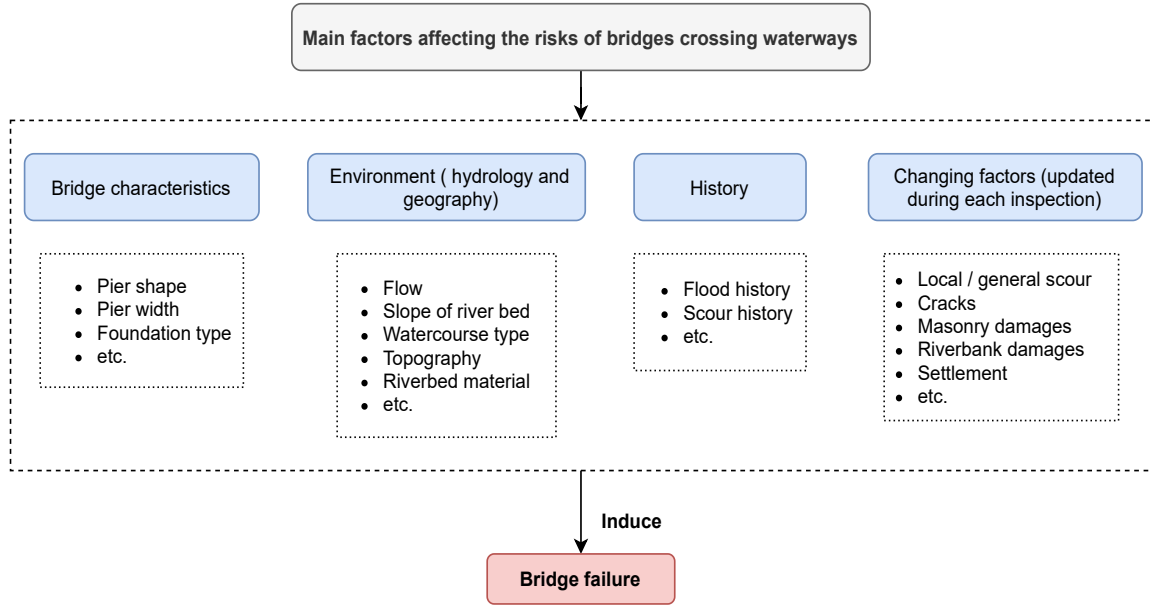 Main factors affecting the risks of bridges crossing waterways
Bridge characteristics
• Pier shape
• Pier width
• Foundation type
• etc.
Environment ( hydrology and
geography)
• Flow
• Slope of river bed
• Watercourse type
• Topography
• Riverbed material
• etc.
History
• Flood history
• Scour history
• etc.
Changing factors (updated
during each inspection)
• Local / general scour
• Cracks
• Masonry damages
• Riverbank damages
• Settlement
• etc.
Induce
Bridge failure